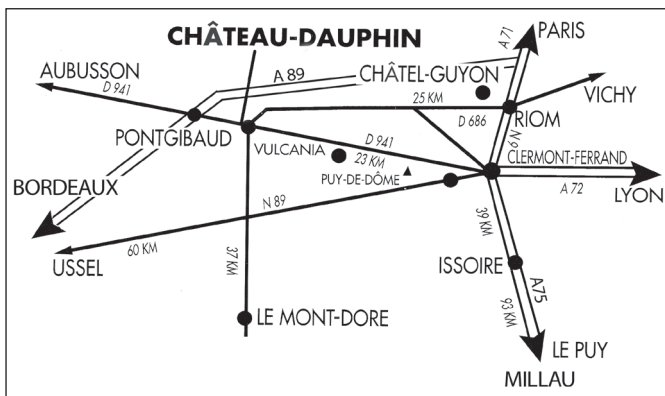 CHÂTEAU-DAUPHIN
PARIS
A 71
AUBUSSON
A 89
CHÂTEL-GUYON
D 941
25 KM
VICHY
PONTGIBAUD
D 686
RIOM
N 9
VULCANIA
D 941
23 KM
CLERMONT-FERRAND
PUY-DE-DÔME
BORDEAUX
LYON
A 72
N 89
60 KM
USSEL
37 KM
39 KM
ISSOIRE
A75
93 KM
LE MONT-DORE
LE PUY
MILLAU